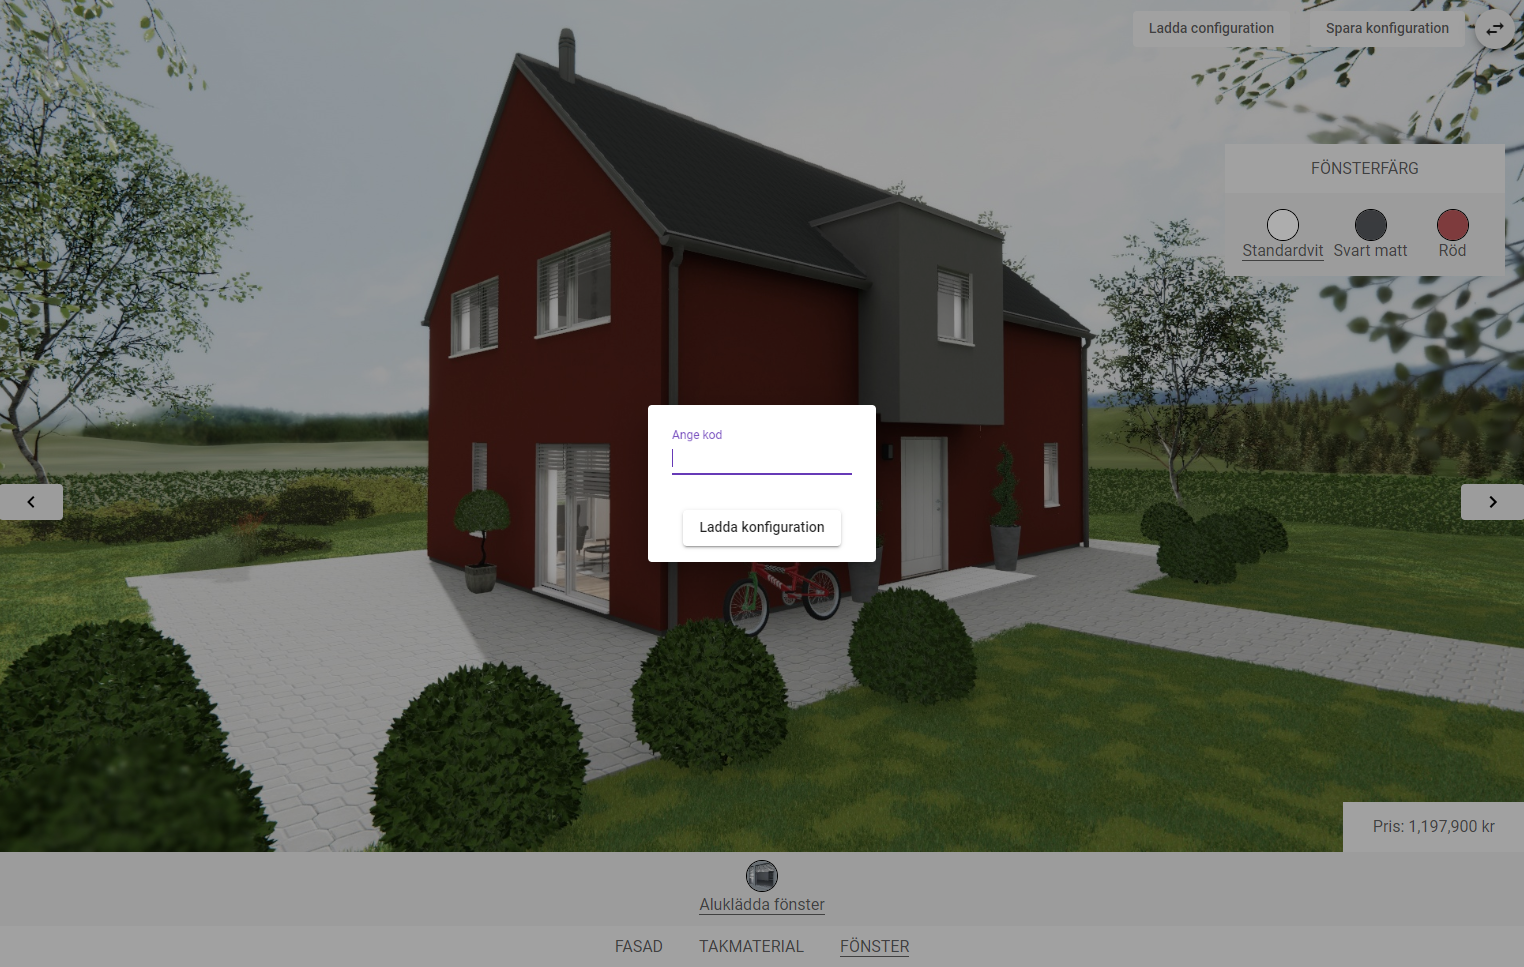 Ladda configuration
Spara konfiguration
FÖNSTERFÄRG
Standardvit
Svart matt
Röd
Ange kod
Ladda konfiguration
Pris: 1,197,900 kr
Aluklädda fönster
FASAD
TAKMATERIAL
FÖNSTER